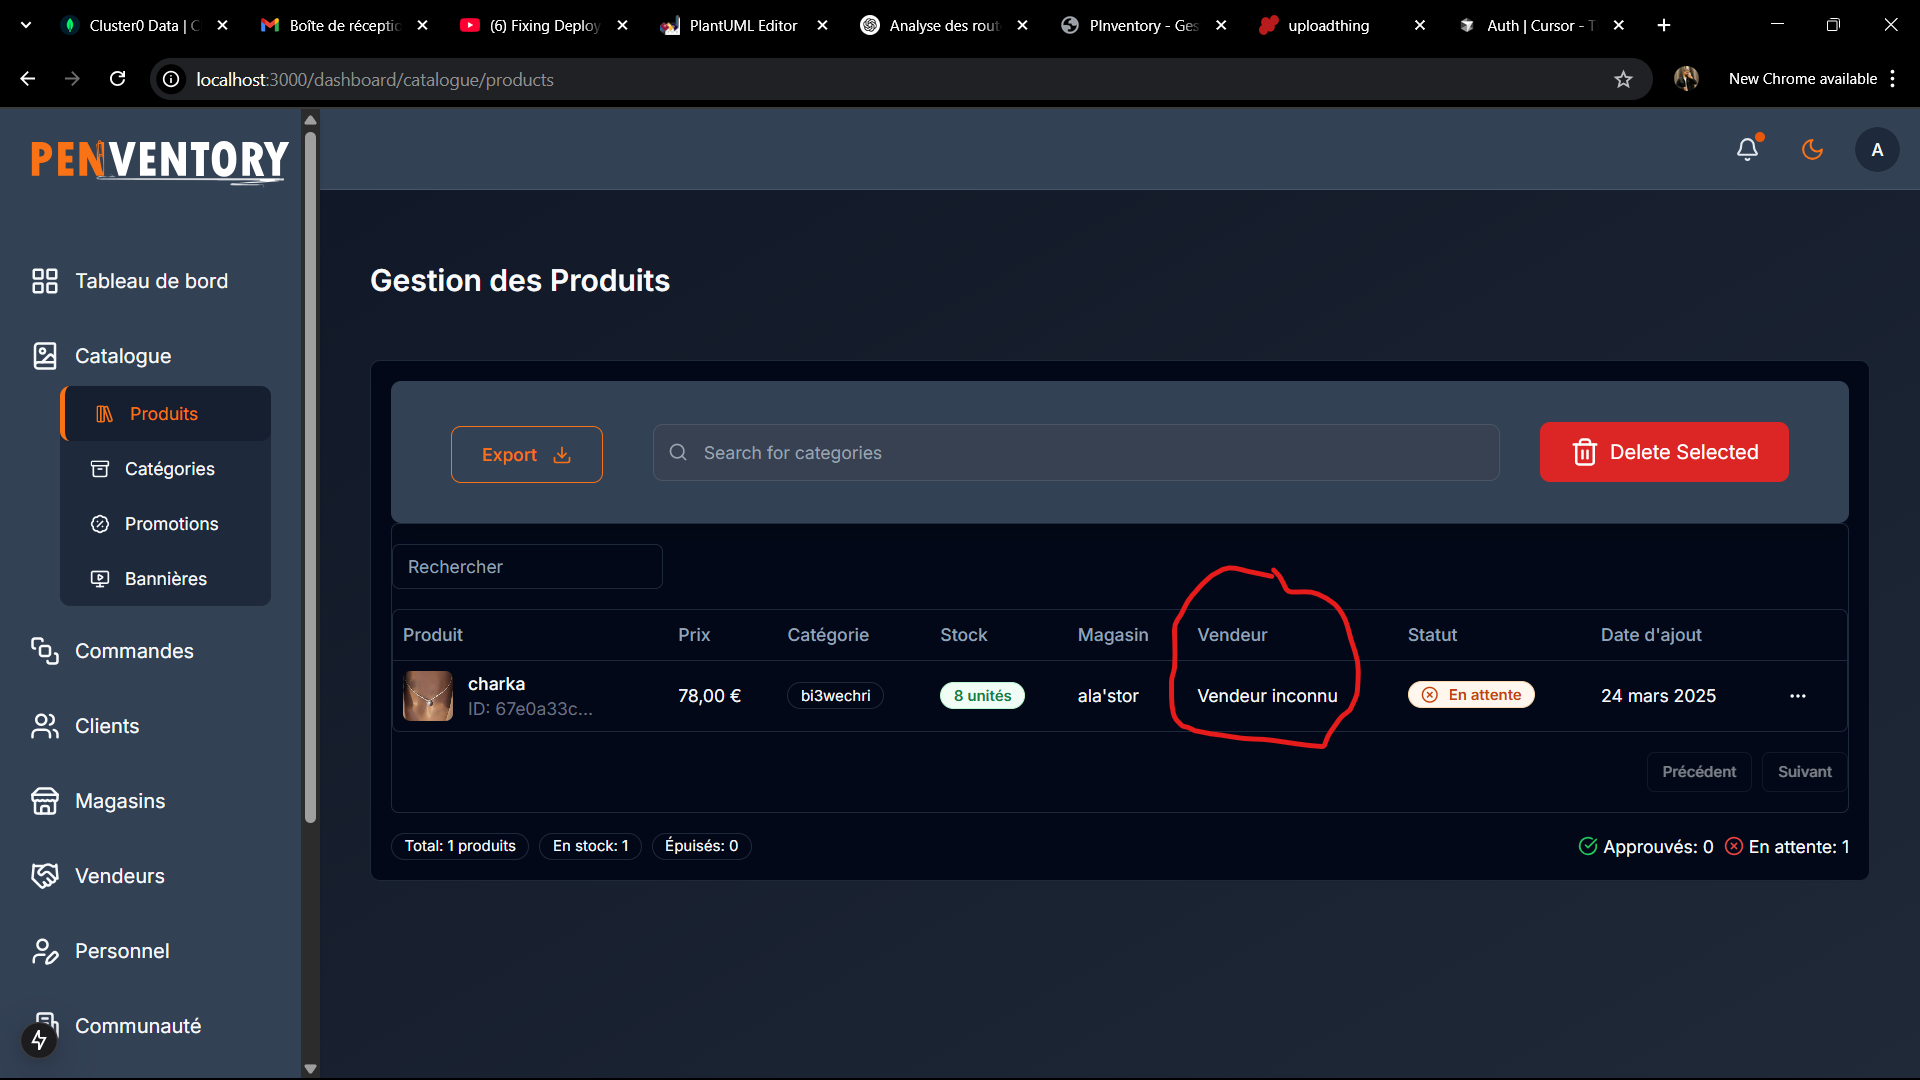 Cluster0 Data | C
Boîte de réceptio
(6) Fixing Deploy
PlantUML Editor
Analyse des rout
PInventory - Ges
uploadthing
Auth | Cursor - T
localhost:3000/dashboard/catalogue/products
New Chrome available
PENVENTORY
A
Tableau de bord
Catalogue
Produits
Catégories
Promotions
Bannières
Commandes
Clients
Magasins
Vendeurs
Personnel
Communauté
Gestion des Produits
Export
Search for categories
Delete Selected
Rechercher
Produit Prix Catégorie Stock Magasin Vendeur Statut Date d'ajout
charka
ID: 67e0a33c...
78,00 € bi3wechri 8 unités ala'stor Vendeur inconnu En attente 24 mars 2025 ...
Précédent Suivant
Total: 1 produits En stock: 1 Épuisés: 0 Approuvés: 0 En attente: 1